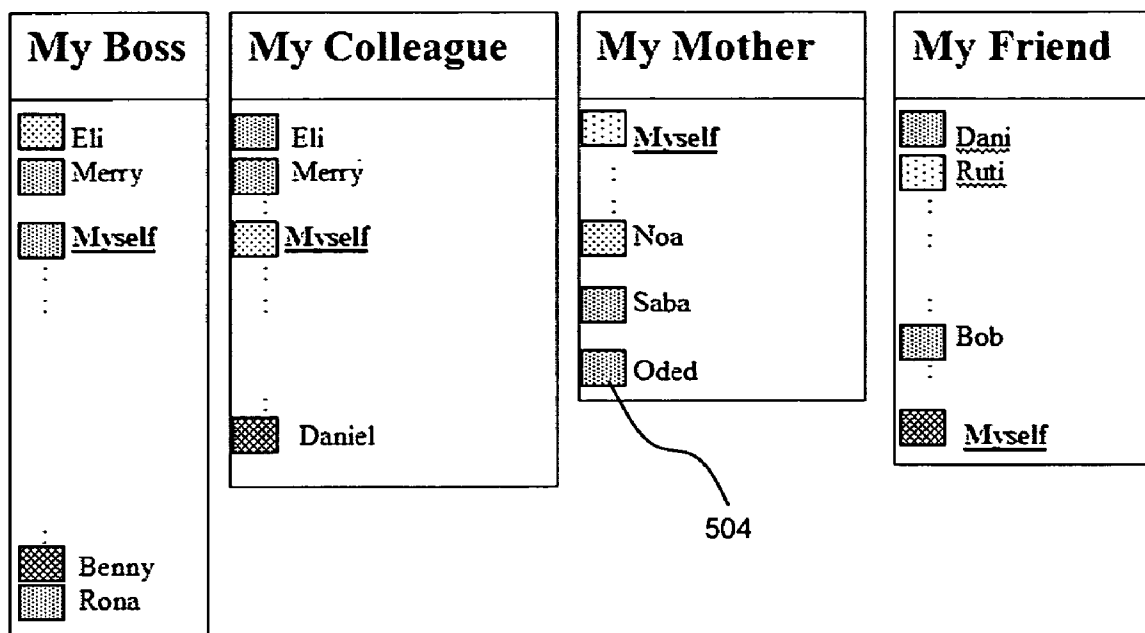 My Boss
Eli
Merry
Myself
Benny
Rona
My Colleague
Eli
Merry
Myself
Daniel
My Mother
Myself
Noa
Saba
Oded
504
My Friend
Dani
Ruti
Bob
Myself